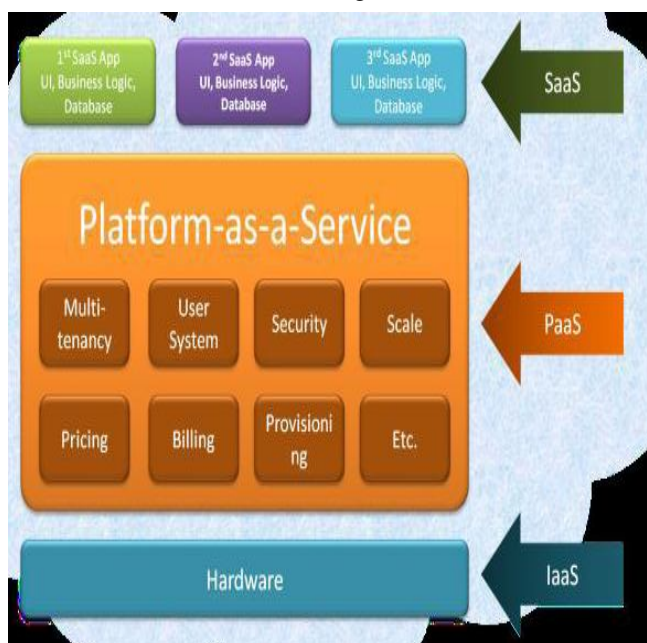 1st SaaS App
UI, Business Logic,
Database
2nd SaaS App
UI, Business Logic,
Database
3rd SaaS App
UI, Business Logic,
Database
SaaS
Platform-as-a-Service
Multi-
tenancy
User
System
Security
Scale
PaaS
Pricing
Billing
Provisioni
ng
Etc.
Hardware
IaaS